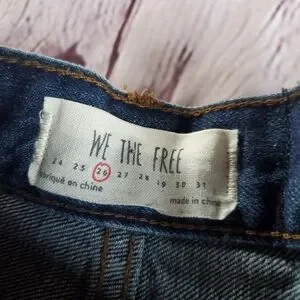 WE THE FREE
24 25 26 27 28 29 30 31
fabriqué en chine made in china